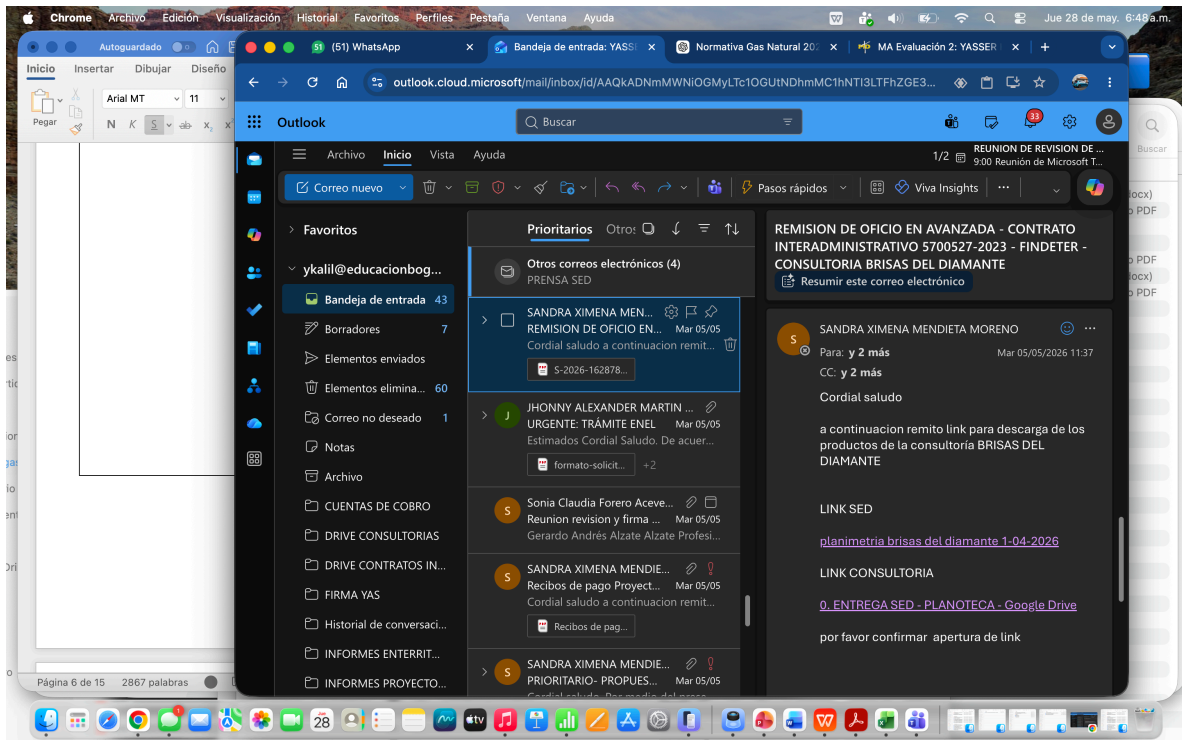 Chrome Archivo Edición Visualización Historial Favoritos Perfiles Pestaña Ventana Ayuda
Jue 28 de may. 6:48 a.m.
Autoguardado
(51) WhatsApp
Bandeja de entrada: YASSE
Normativa Gas Natural 202
MA Evaluación 2: YASSER
Inicio Insertar Dibujar Diseño
outlook.cloud.microsoft/mail/inbox/id/AAQkADNmMWNiOGMyLTc1OGUtNDhmMC1hNTI3LTFhZGE3...
Arial MT 11
Pegar
N K S ab x₂ x
Outlook
Buscar
33
Buscar
Archivo Inicio Vista Ayuda
1/2
REUNION DE REVISION DE ...
9:00 Reunión de Microsoft T...
Correo nuevo
Pasos rápidos
Viva Insights
Favoritos
ykalil@educacionbog...
Bandeja de entrada 43
Borradores 7
Elementos enviados
Elementos elimina... 60
Correo no deseado 1
Notas
Archivo
CUENTAS DE COBRO
DRIVE CONSULTORIAS
DRIVE CONTRATOS IN...
FIRMA YAS
Historial de conversaci...
INFORMES ENTERRIT...
INFORMES PROYECTO...
Prioritarios Otros
Otros correos electrónicos (4)
PRENSA SED
SANDRA XIMENA MEN...
REMISION DE OFICIO EN... Mar 05/05
Cordial saludo a continuacion remit...
S-2026-162878...
J
JHONNY ALEXANDER MARTIN ...
URGENTE: TRÁMITE ENEL Mar 05/05
Estimados Cordial Saludo. De acuer...
formato-solicit... +2
S
Sonia Claudia Forero Aceve...
Reunion revision y firma ... Mar 05/05
Gerardo Andrés Alzate Alzate Profesi...
S
SANDRA XIMENA MENDIE...
Recibos de pago Proyect... Mar 05/05
Cordial saludo a continuacion remit...
Recibos de pag...
S
SANDRA XIMENA MENDIE...
PRIORITARIO- PROPUES... Mar 05/05
REMISION DE OFICIO EN AVANZADA - CONTRATO
INTERADMINISTRATIVO 5700527-2023 - FINDETER -
CONSULTORIA BRISAS DEL DIAMANTE
Resumir este correo electrónico
S
SANDRA XIMENA MENDIETA MORENO
Para: y 2 más Mar 05/05/2026 11:37
CC: y 2 más
Cordial saludo
a continuacion remito link para descarga de los
productos de la consultoría BRISAS DEL
DIAMANTE
LINK SED
planimetria brisas del diamante 1-04-2026
LINK CONSULTORIA
0. ENTREGA SED - PLANOTECA - Google Drive
por favor confirmar apertura de link
PDF
PDF
PDF
Página 6 de 15 2867 palabras
28
tv